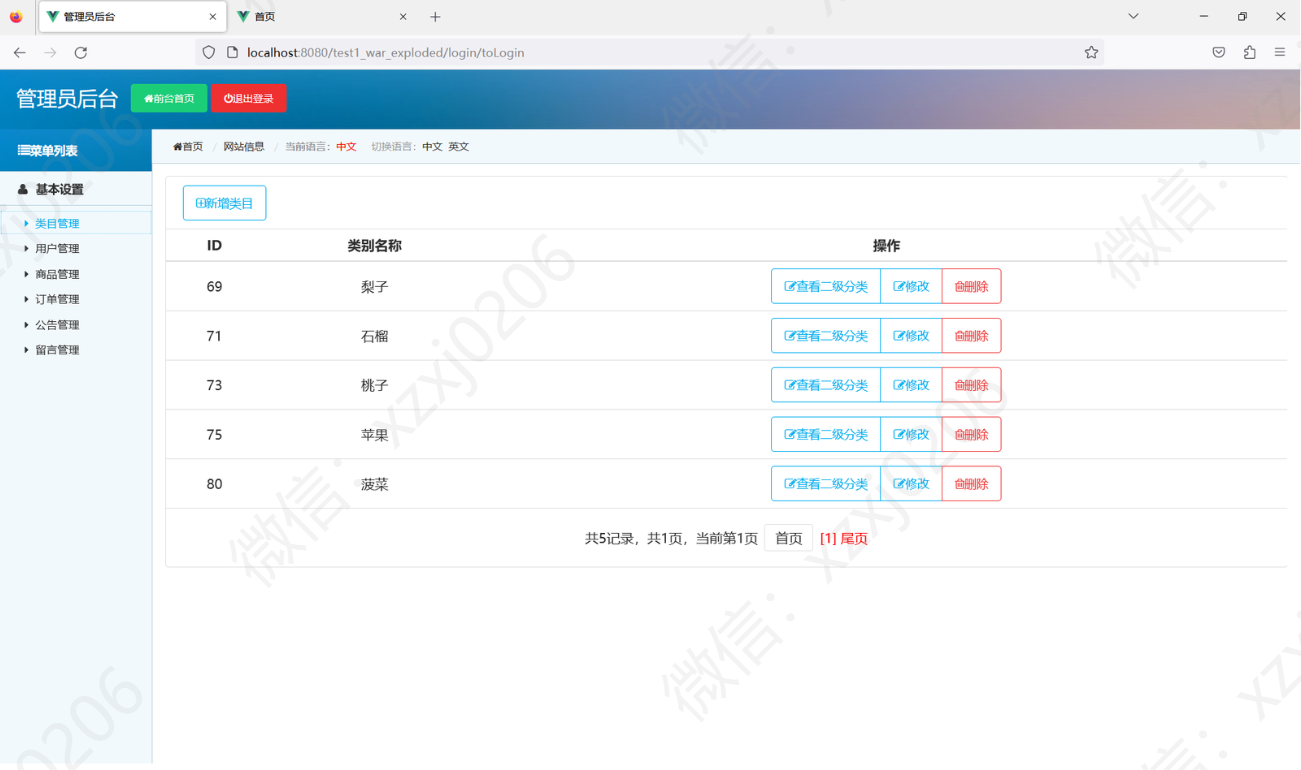 管理员后台
首页
localhost:8080/test1_war_exploded/login/toLogin
管理员后台 前台首页 退出登录
菜单列表
首页 / 网站信息 / 当前语言：中文 切换语言：中文 英文
基本设置
类目管理
用户管理
商品管理
订单管理
公告管理
留言管理
新增类目
ID 类别名称 操作
69 梨子 查看二级分类 修改 删除
71 石榴 查看二级分类 修改 删除
73 桃子 查看二级分类 修改 删除
75 苹果 查看二级分类 修改 删除
80 菠菜 查看二级分类 修改 删除
共5记录，共1页，当前第1页 首页 [1] 尾页
微信：xzxj0206